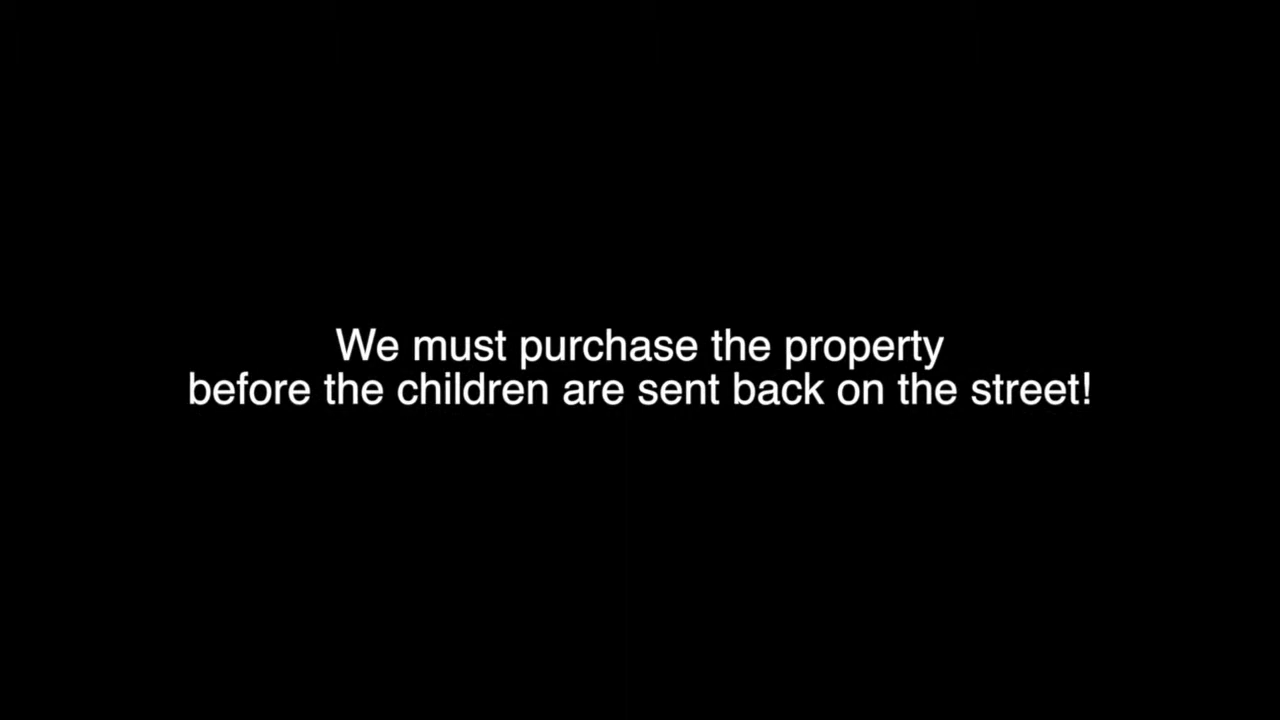 We must purchase the property
before the children are sent back on the street!